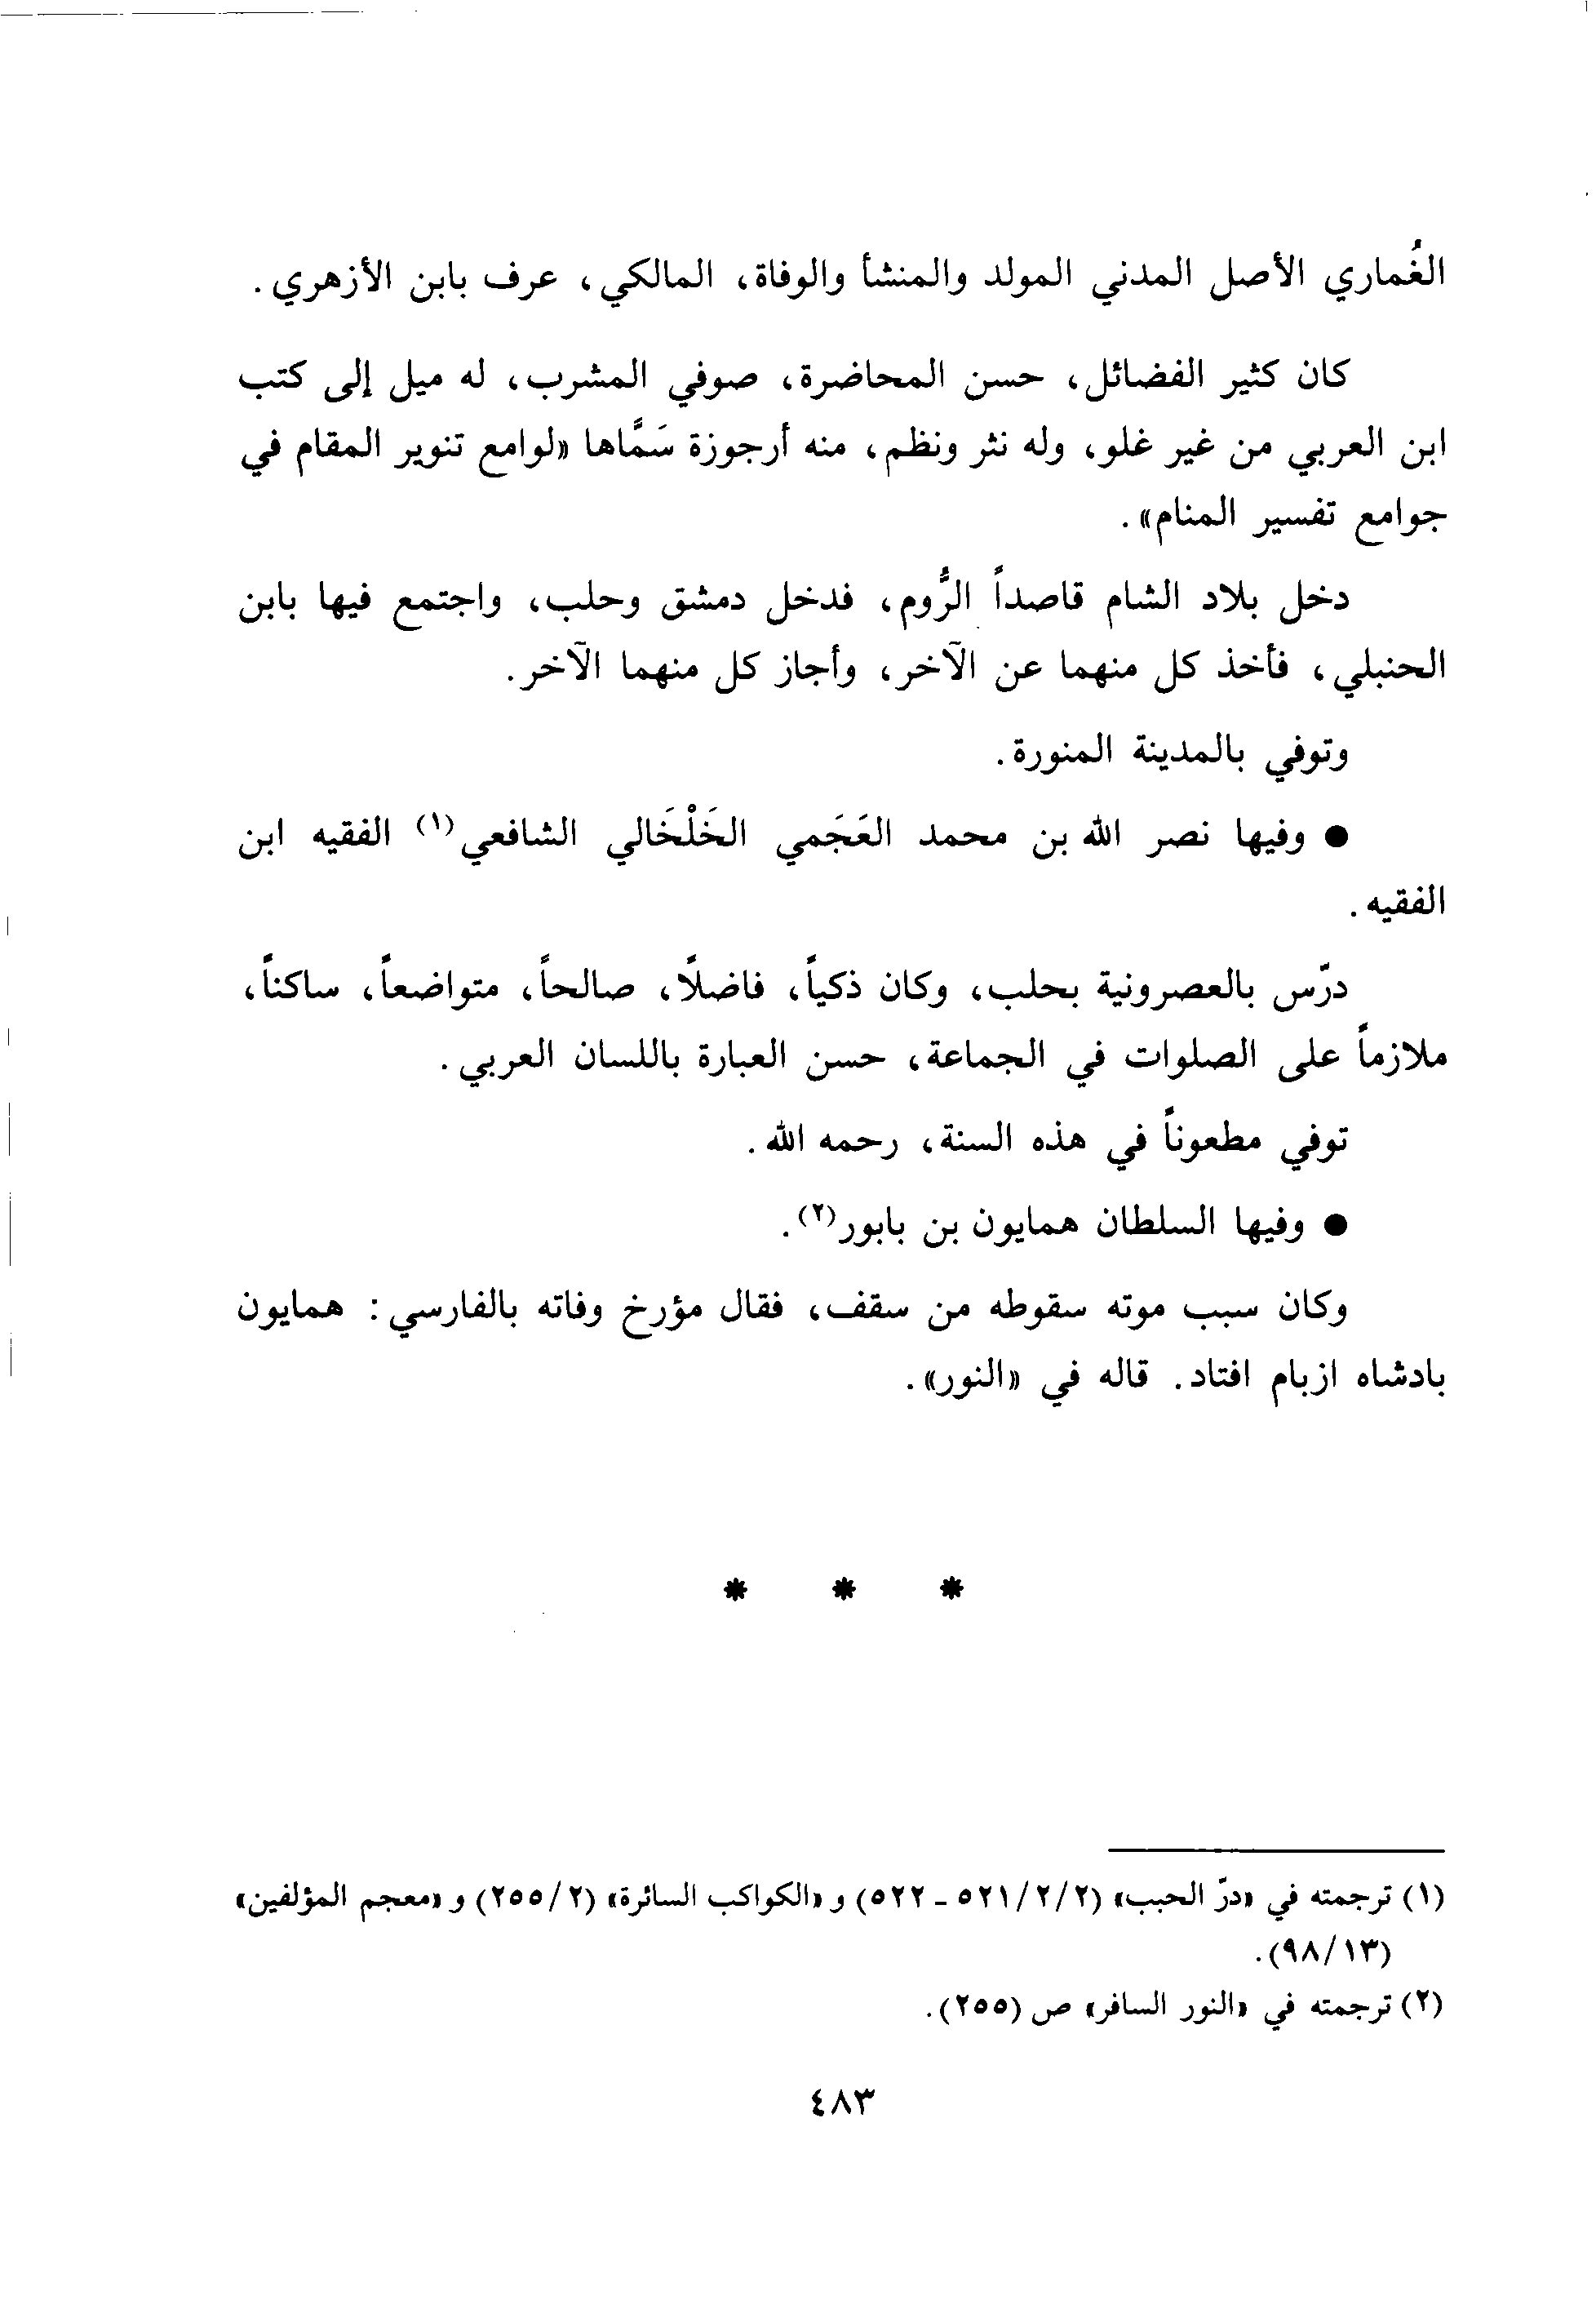 الغُماري الأصل المدني المولد والمنشأ والوفاة، المالكي، عرف بابن الأزهري.
كان كثير الفضائل، حسن المحاضرة، صوفي المشرب، له ميل إلى كتب
ابن العربي من غير غلو، وله نثر ونظم، منه أرجوزة سَمَّاها «لوامع تنوير المقام في
جوامع تفسير المنام».
دخل بلاد الشام قاصداً الرُّوم، فدخل دمشق وحلب، واجتمع فيها بابن
الحنبلي، فأخذ كل منهما عن الآخر، وأجاز كل منهما الآخر.
وتوفي بالمدينة المنورة.
● وفيها نصر الله بن محمد العَجَمي الخَلْخَالي الشافعي(١) الفقيه ابن
الفقيه.
درّس بالعصرونية بحلب، وكان ذكياً، فاضلًا، صالحاً، متواضعاً، ساكناً،
ملازماً على الصلوات في الجماعة، حسن العبارة باللسان العربي.
توفي مطعوناً في هذه السنة، رحمه الله.
● وفيها السلطان همايون بن بابور(٢).
وكان سبب موته سقوطه من سقف، فقال مؤرخ وفاته بالفارسي: همايون
بادشاه ازبام افتاد. قاله في «النور».
* * *
(١) ترجمته في «درّ الحبب» (٢/٢/ ٥٢١ - ٥٢٢) و «الكواكب السائرة» (٢/ ٢٥٥) و «معجم المؤلفين»
(١٣/ ٩٨).
(٢) ترجمته في «النور السافر» ص (٢٥٥).
٤٨٣